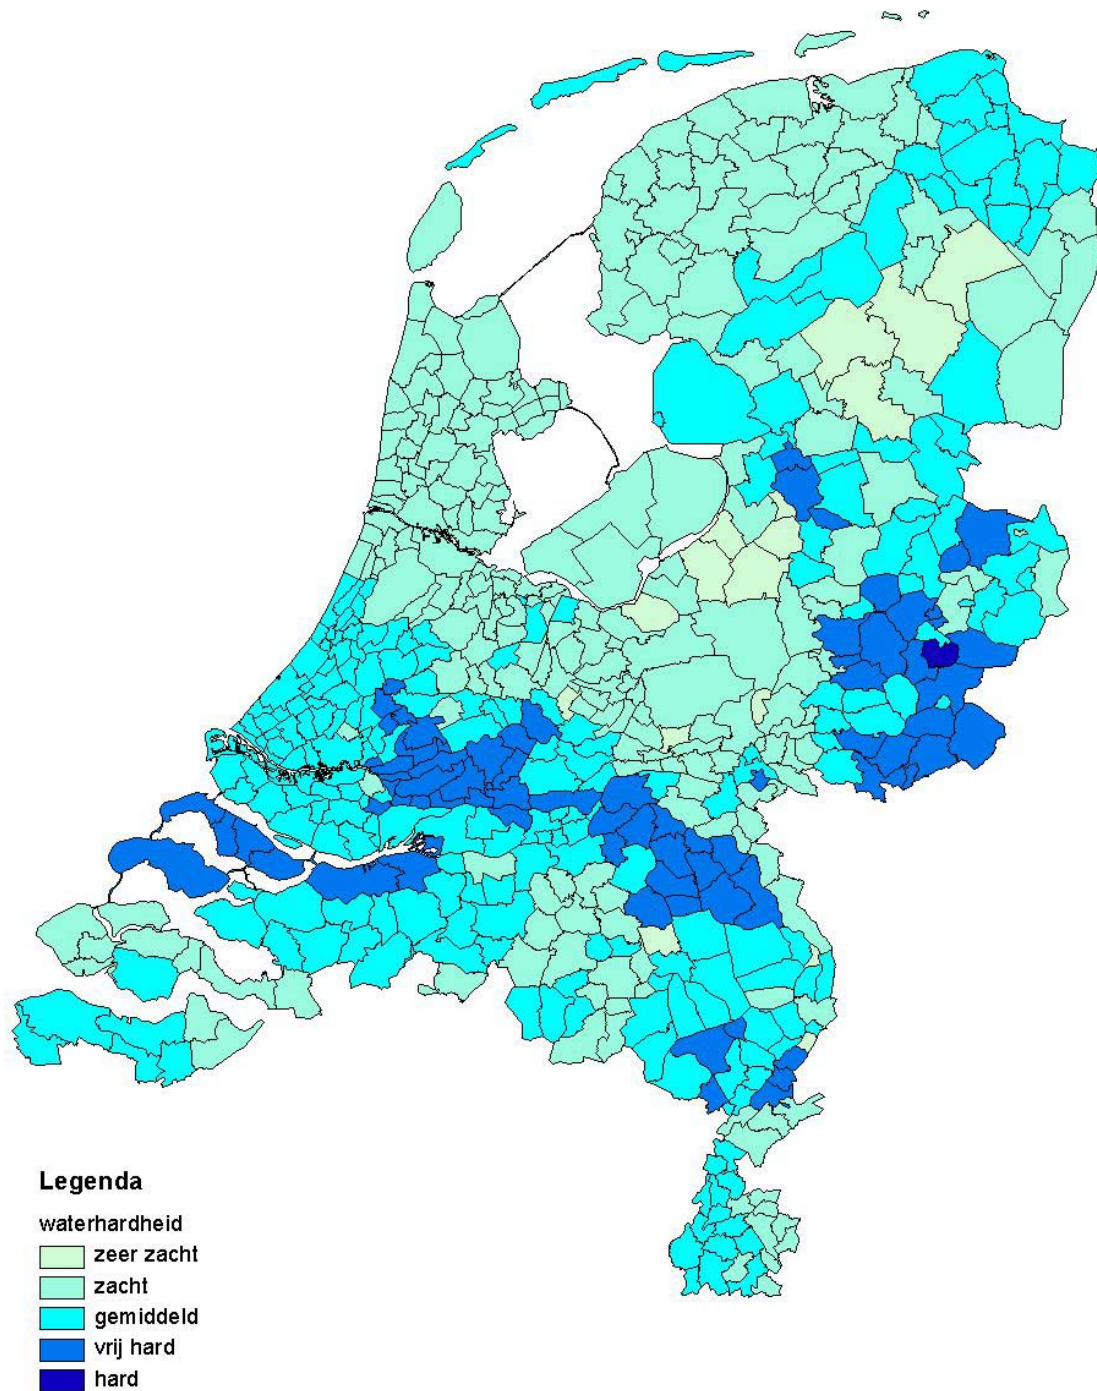 Legenda
waterhardheid
zeer zacht
zacht
gemiddeld
vrij hard
hard